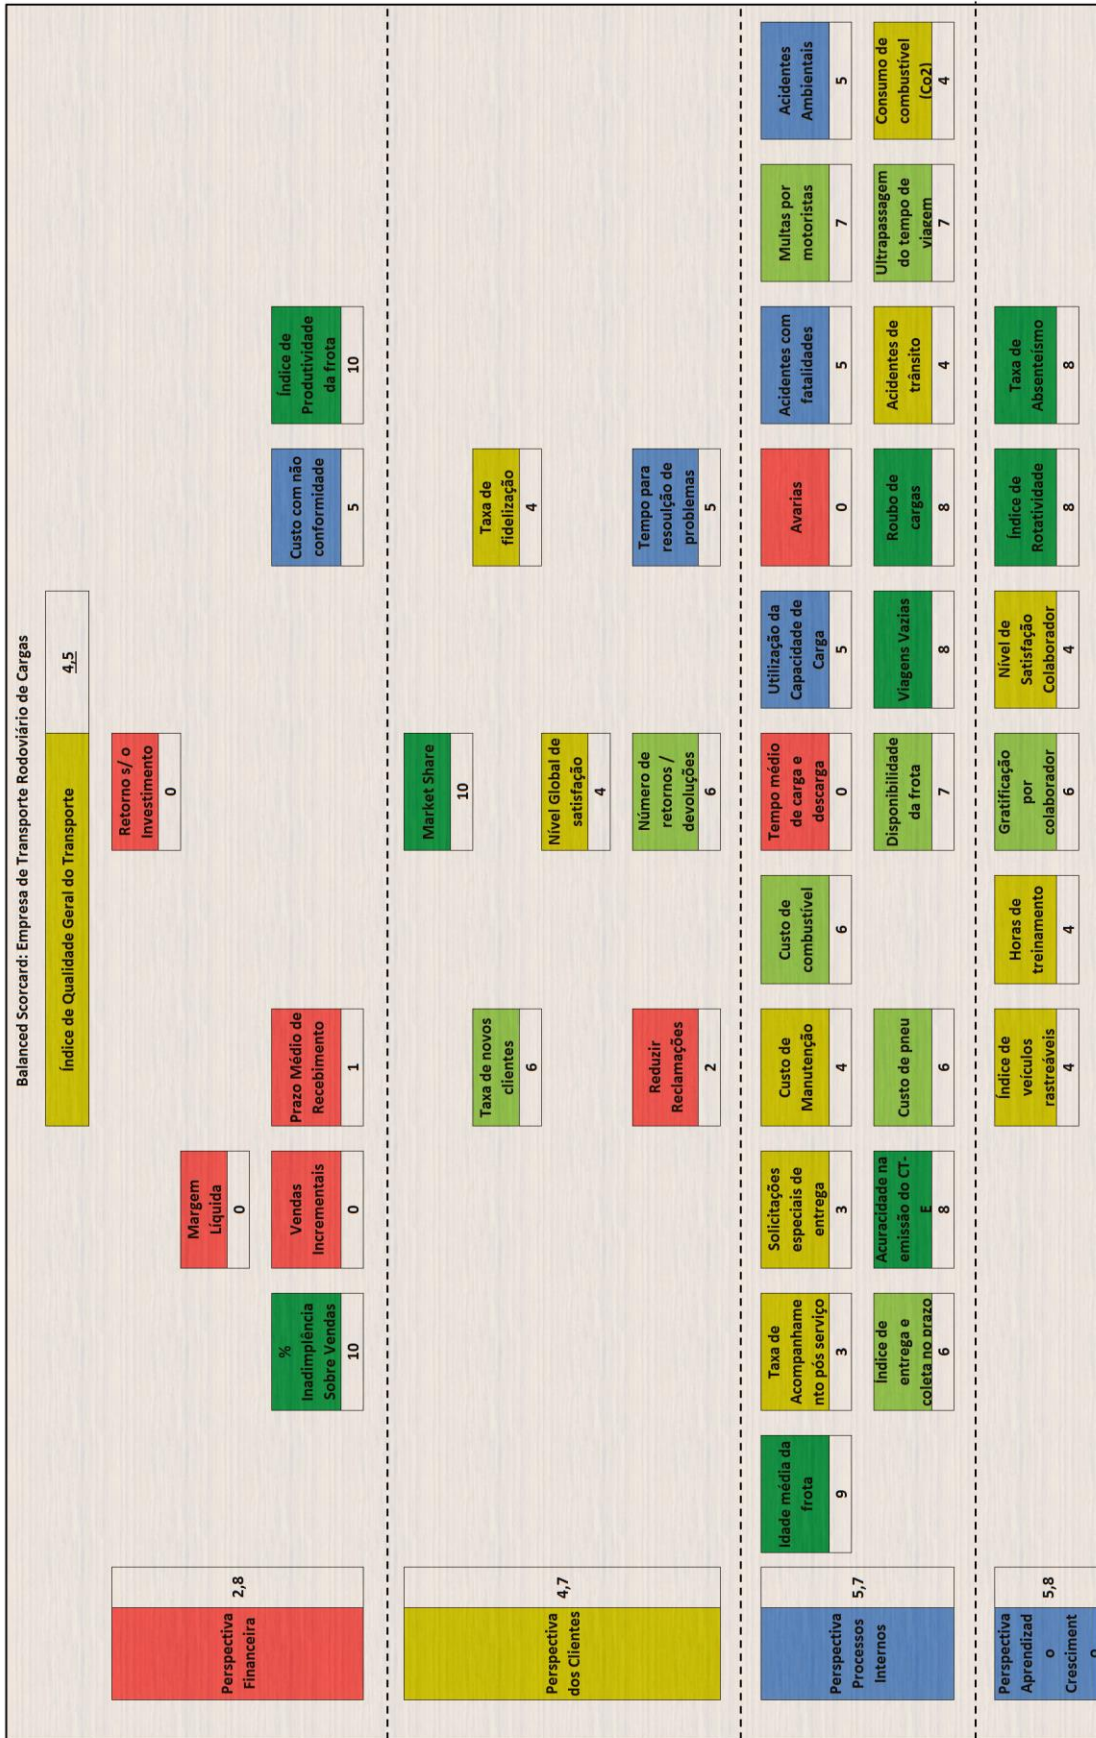 Balanced Scorcard: Empresa de Transporte Rodoviário de Cargas
Índice de Qualidade Geral do Transporte
4,5
Perspectiva
Financeira
2,8
Retorno s/ o
Investimento
0
Margem
Líquida
0
%
Inadimplência
Sobre Vendas
10
Vendas
Incrementais
0
Prazo Médio de
Recebimento
1
Custo com não
conformidade
5
Índice de
Produtividade
da frota
10
Perspectiva
dos Clientes
4,7
Market Share
10
Taxa de novos
clientes
6
Taxa de
fidelização
4
Nível Global de
satisfação
4
Reduzir
Reclamações
2
Número de
retornos /
devoluções
6
Tempo para
resoulção de
problemas
5
Perspectiva
Processos
Internos
5,7
Idade média da
frota
9
Taxa de
Acompanhame
nto pós serviço
3
Solicitações
especiais de
entrega
3
Custo de
Manutenção
4
Custo de
combustível
6
Tempo médio
de carga e
descarga
0
Utilização da
Capacidade de
Carga
5
Avarias
0
Acidentes com
fatalidades
5
Multas por
motoristas
7
Acidentes
Ambientais
5
Índice de
entrega e
coleta no prazo
6
Acuracidade na
emissão do CT-
E
8
Custo de pneu
6
Disponibilidade
da frota
7
Viagens Vazias
8
Roubo de
cargas
8
Acidentes de
trânsito
4
Ultrapassagem
do tempo de
viagem
7
Consumo de
combustível
(Co2)
4
Perspectiva
Aprendizad
o
Cresciment
o
5,8
Índice de
veículos
rastreáveis
4
Horas de
treinamento
4
Gratificação
por
colaborador
6
Nível de
Satisfação
Colaborador
4
Índice de
Rotatividade
8
Taxa de
Absenteísmo
8